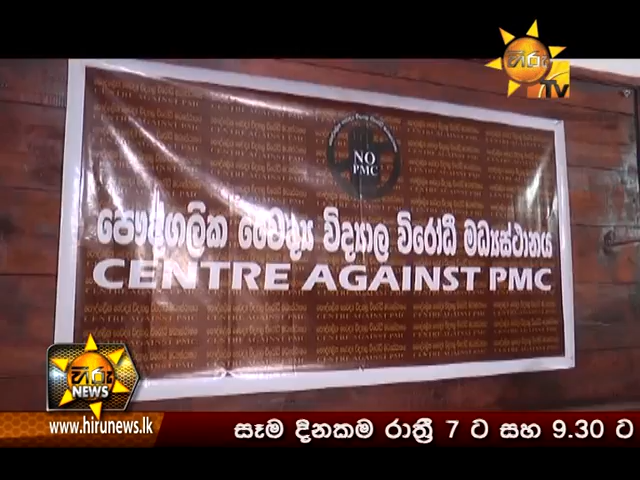 හිරු
TV
NO
PMC
පෞද්ගලික වෛද්‍ය විද්‍යාල විරෝධී මධ්‍යස්ථානය
CENTRE AGAINST PMC
හිරු
NEWS
www.hirunews.lk
සෑම දිනකම රාත්‍රී 7 ට සහ 9.30 ට